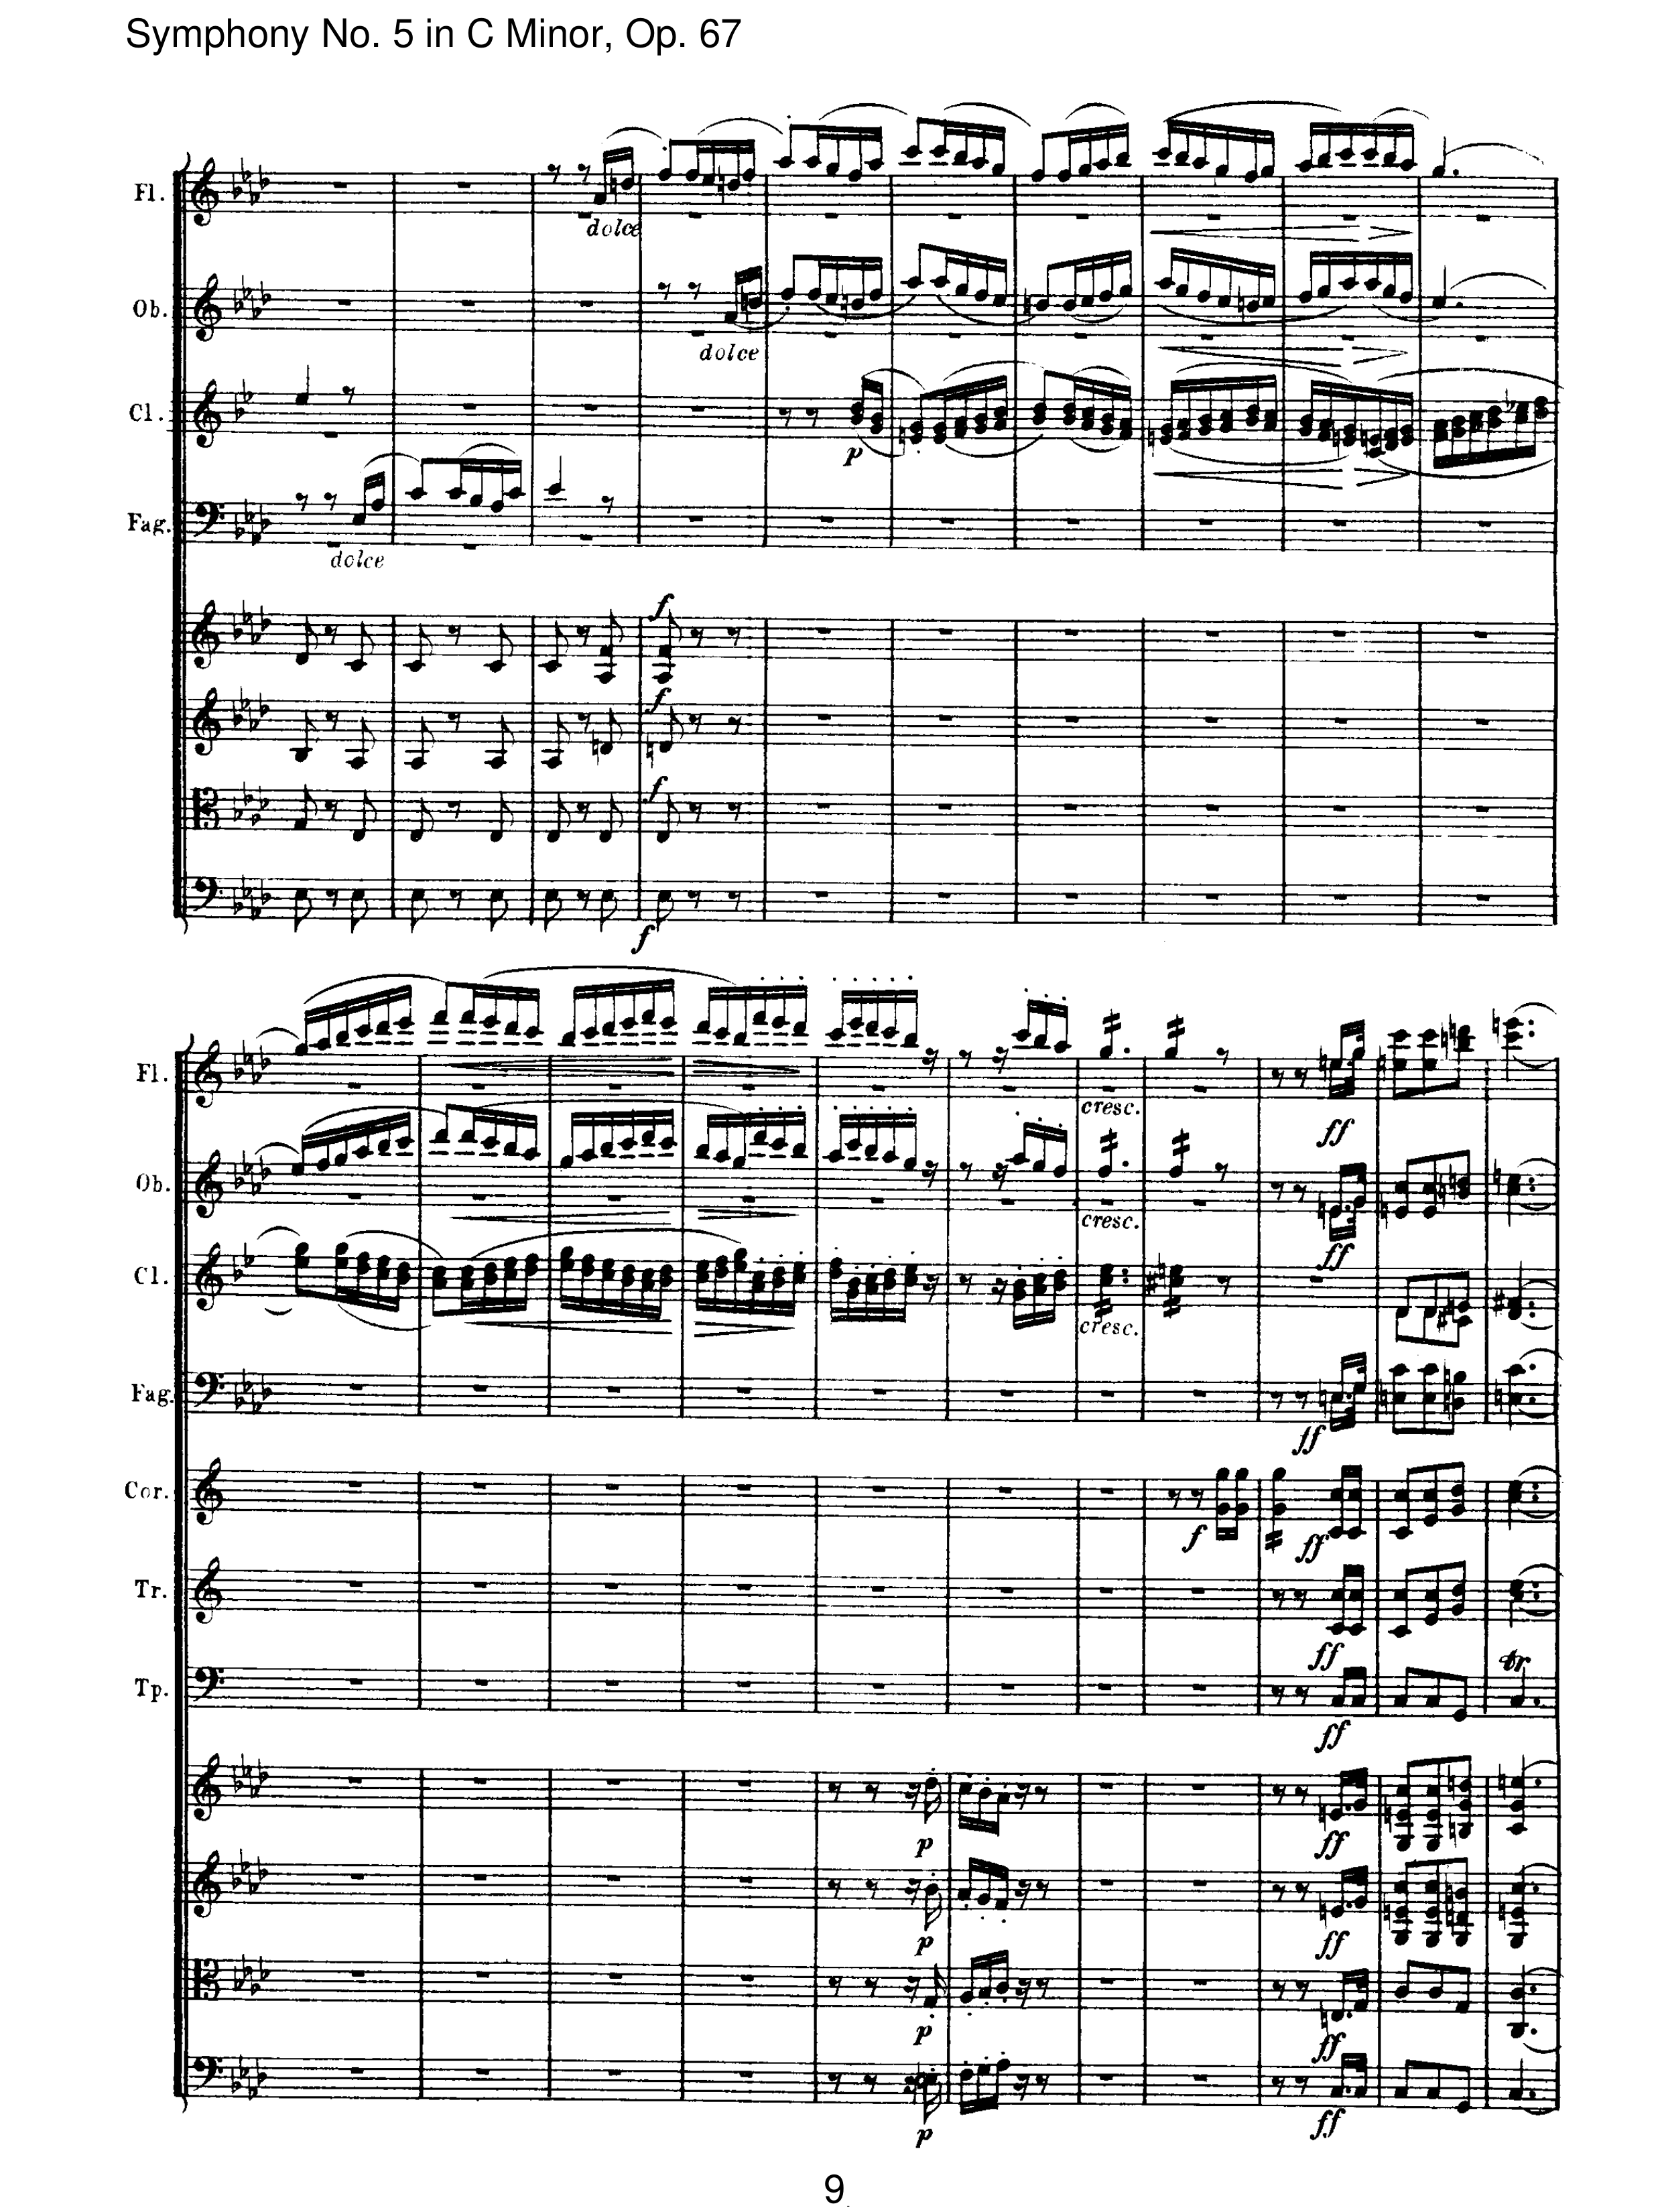 Symphony No. 5 in C Minor, Op. 67
Fl.
dolce
Ob.
dolce
Cl.
p
Fag.
dolce
f
f
f
f
Fl.
cresc.
ff
Ob.
cresc.
ff
Cl.
cresc.
Fag.
ff
Cor.
f
ff
Tr.
ff
tr
Tp.
ff
p
ff
p
ff
p
ff
p
ff
9